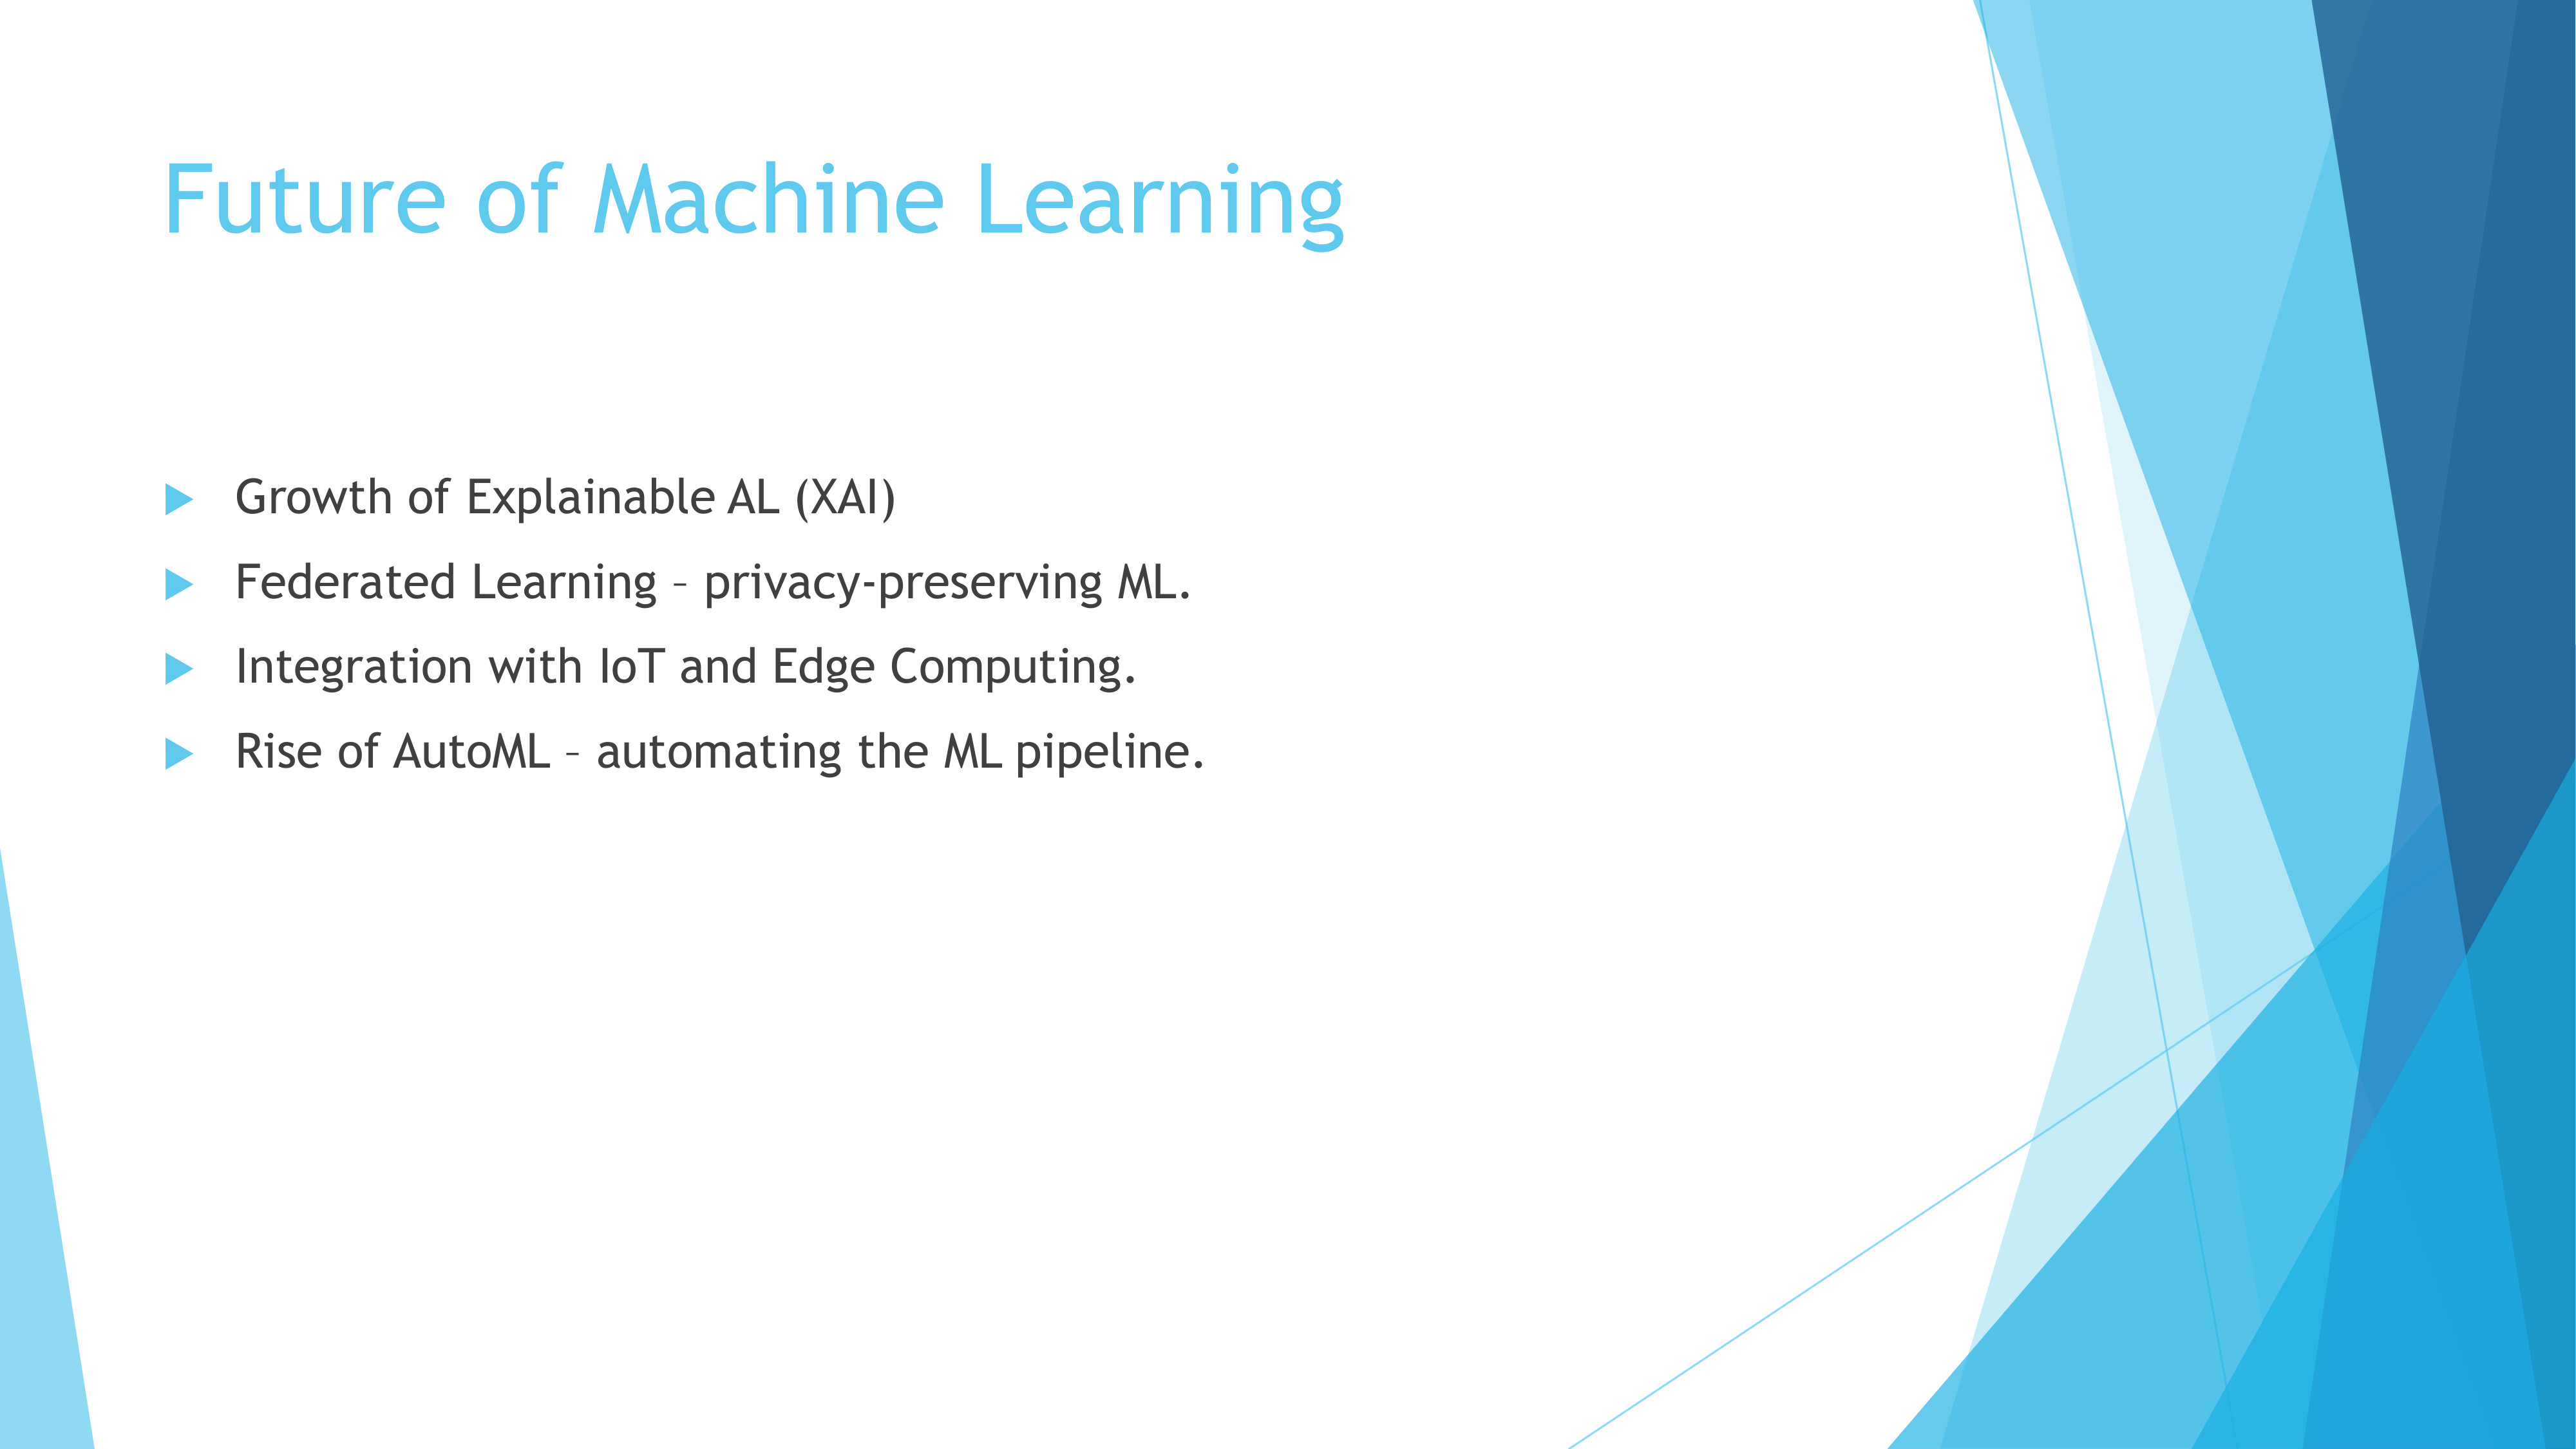 Future of Machine Learning
Growth of Explainable AL (XAI)
Federated Learning – privacy-preserving ML.
Integration with IoT and Edge Computing.
Rise of AutoML – automating the ML pipeline.